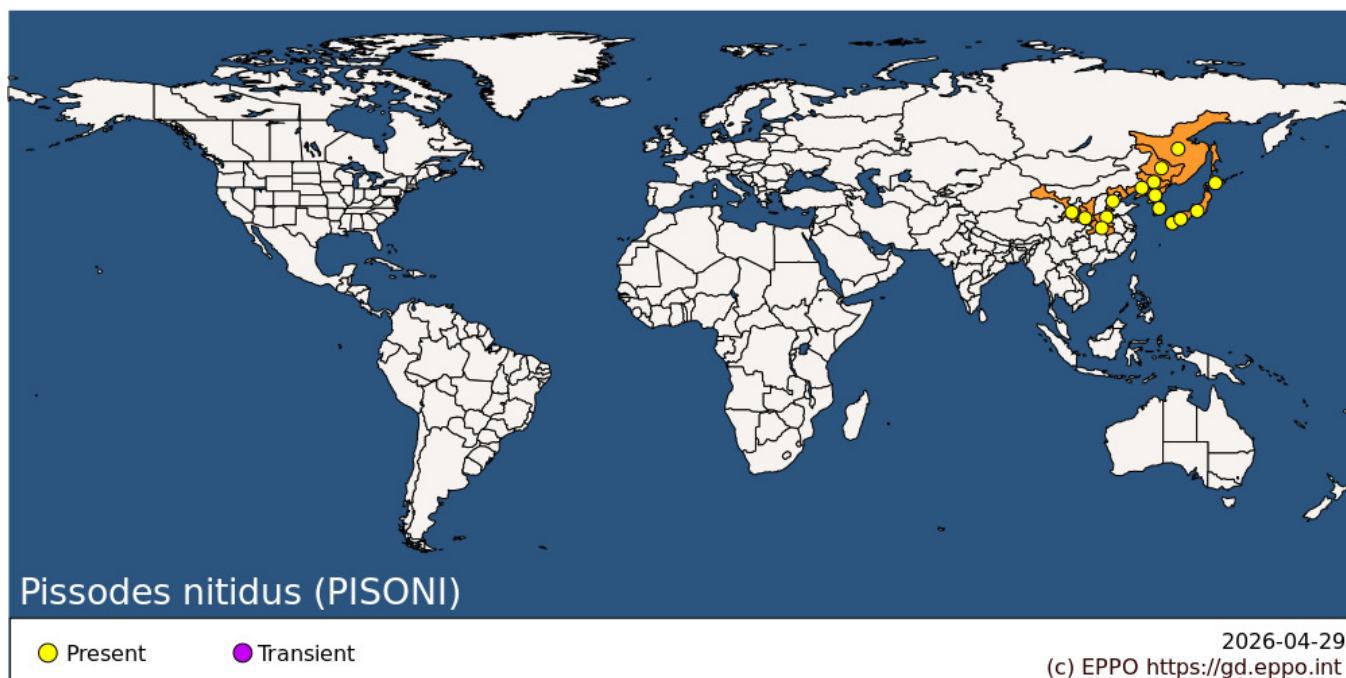 Pissodes nitidus (PISONI)
Present
Transient
2026-04-29
(c) EPPO https://gd.eppo.int